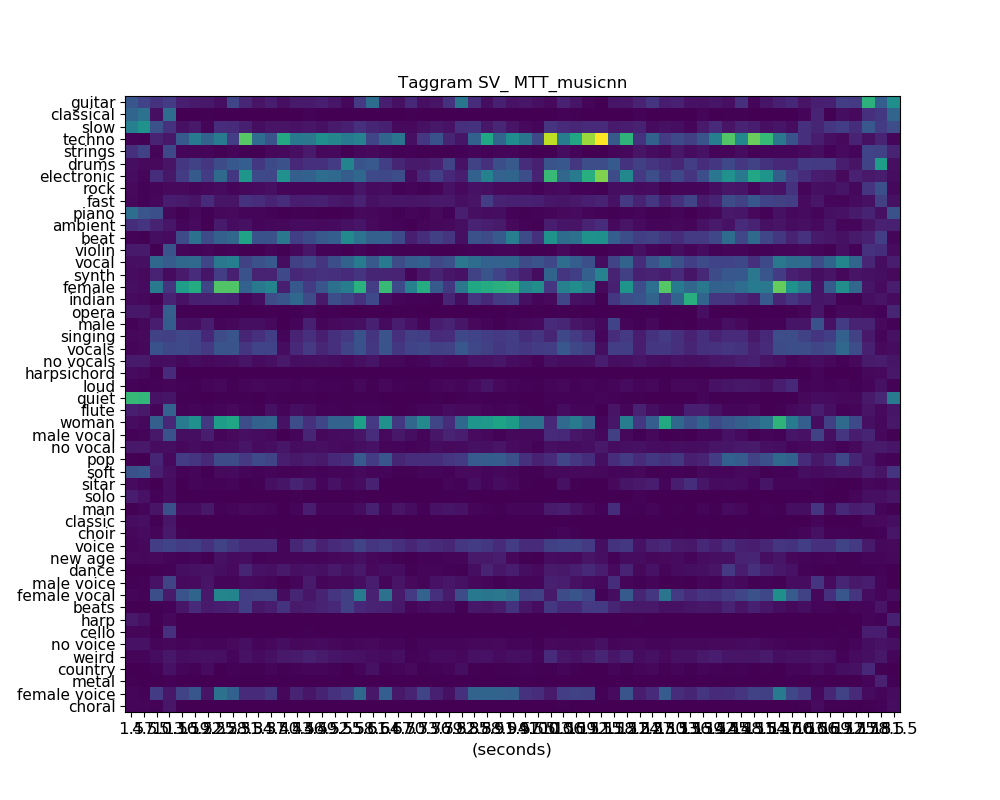 Taggram SV_ MTT_musicnn
guitar
classical
slow
techno
strings
drums
electronic
rock
fast
piano
ambient
beat
violin
vocal
synth
female
indian
opera
male
singing
vocals
no vocals
harpsichord
loud
quiet
flute
woman
male vocal
no vocal
pop
soft
sitar
solo
man
classic
choir
voice
new age
dance
male voice
female vocal
beats
harp
cello
no voice
weird
country
metal
female voice
choral
(seconds)